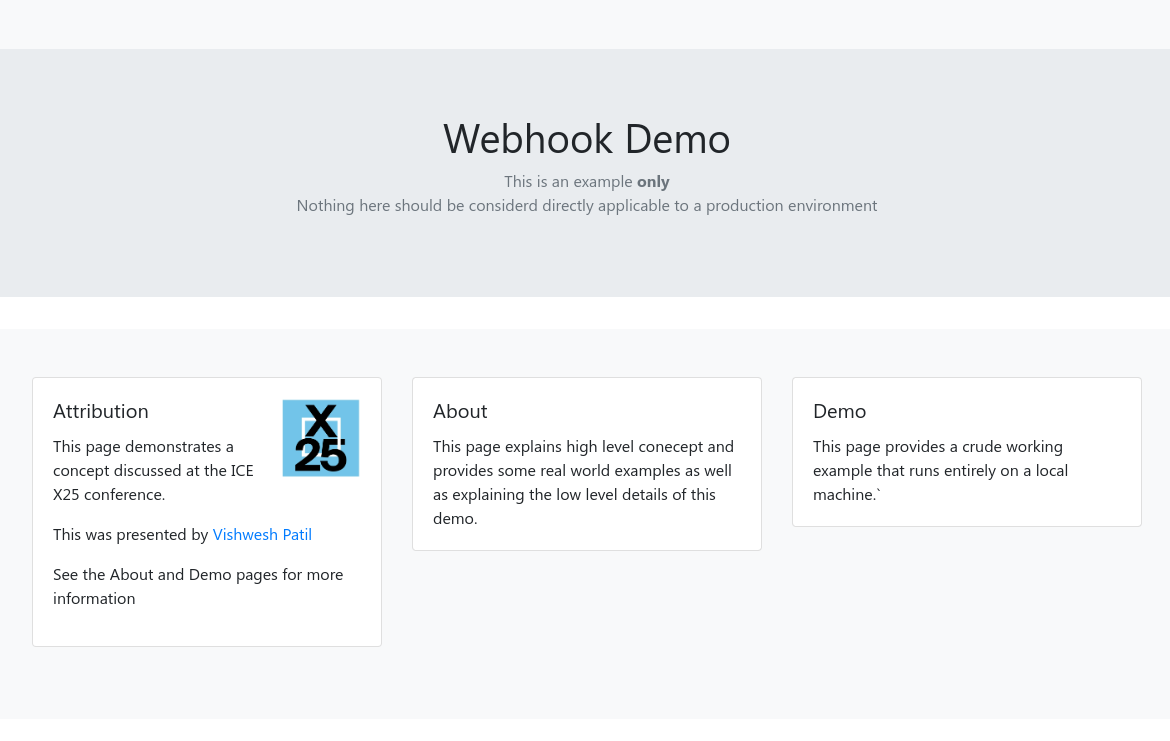 Webhook Demo
This is an example only
Nothing here should be considerd directly applicable to a production environment
Attribution
X
25
This page demonstrates a
concept discussed at the ICE
X25 conference.
This was presented by Vishwesh Patil
See the About and Demo pages for more
information
About
This page explains high level conecept and
provides some real world examples as well
as explaining the low level details of this
demo.
Demo
This page provides a crude working
example that runs entirely on a local
machine.`